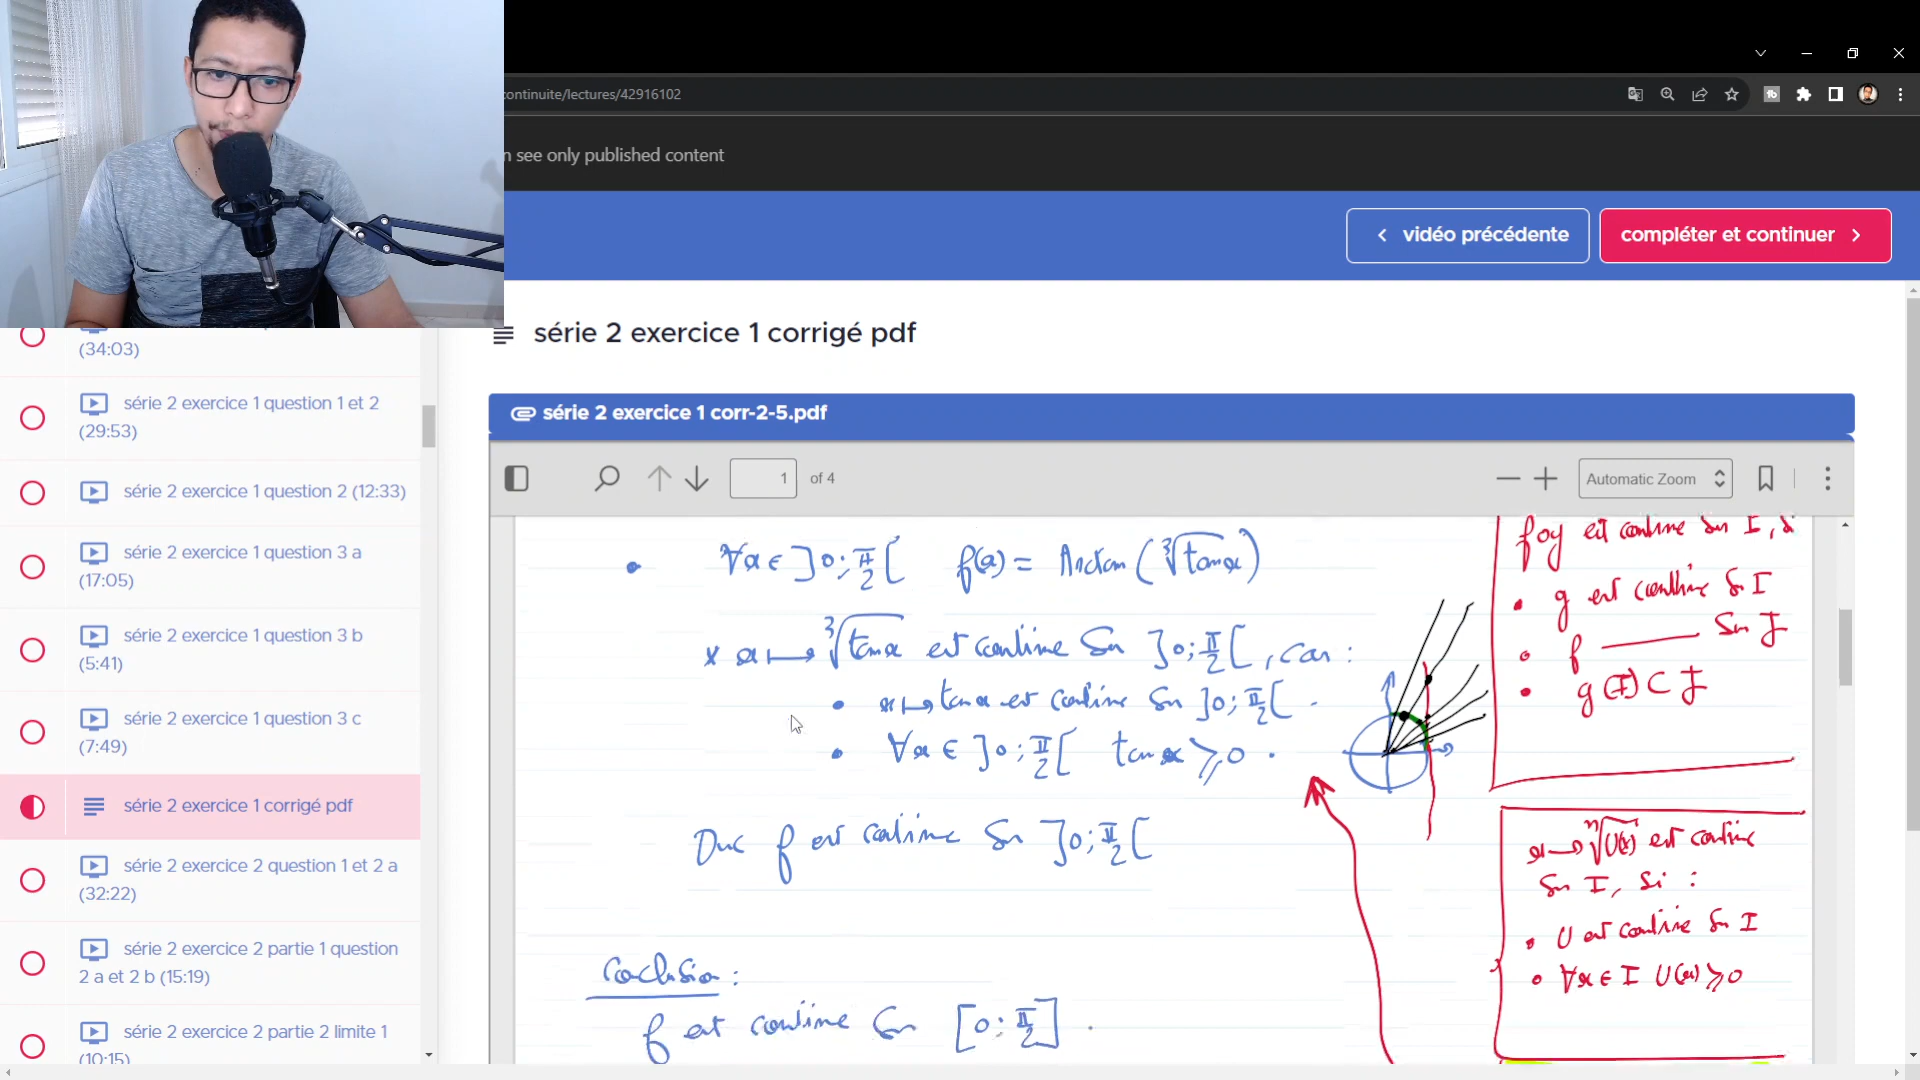 continuite/lectures/42916102
n see only published content
vidéo précédente
compléter et continuer
série 2 exercice 1 corrigé pdf
(34:03)
série 2 exercice 1 question 1 et 2
(29:53)
série 2 exercice 1 question 2 (12:33)
série 2 exercice 1 question 3 a
(17:05)
série 2 exercice 1 question 3 b
(5:41)
série 2 exercice 1 question 3 c
(7:49)
série 2 exercice 1 corrigé pdf
série 2 exercice 2 question 1 et 2 a
(32:22)
série 2 exercice 2 partie 1 question
2 a et 2 b (15:19)
série 2 exercice 2 partie 2 limite 1
(10:15)
série 2 exercice 1 corr-2-5.pdf
1 of 4
Automatic Zoom
• ∀x ∈ ]0; π/2[ f(x) = Arctan(∛tanx)
× x ↦ ∛tanx est continue sur ]0; π/2[, car :
• x ↦ tanx est continue sur ]0; π/2[.
• ∀x ∈ ]0; π/2[ tanx ⩾ 0.
Donc f est continue sur ]0; π/2[
Conclusion :
f est continue sur [0; π/2].
fog est continue sur I, si
• g est continue sur I
• f ——— sur J
• g(I) ⊂ J
x ↦ ⁿ√U(x) est continue
sur I, si :
• U est continue sur I
• ∀x ∈ I U(x) ⩾ 0